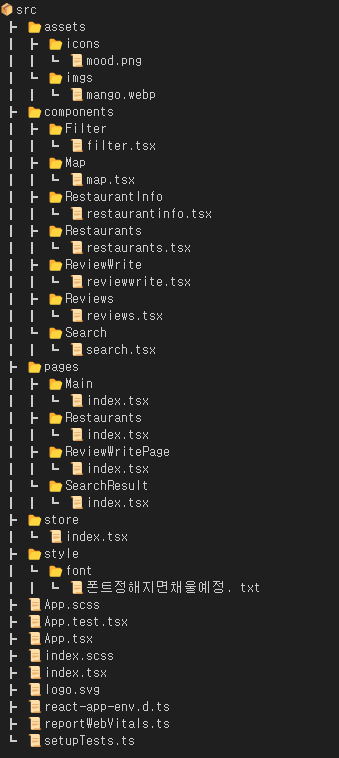 src
assets
icons
mood.png
imgs
mango.webp
components
Filter
filter.tsx
Map
map.tsx
RestaurantInfo
restaurantinfo.tsx
Restaurants
restaurants.tsx
ReviewWrite
reviewwrite.tsx
Reviews
reviews.tsx
Search
search.tsx
pages
Main
index.tsx
Restaurants
index.tsx
ReviewWritePage
index.tsx
SearchResult
index.tsx
store
index.tsx
style
font
폰트정해지면채울예정. txt
App.scss
App.test.tsx
App.tsx
index.scss
index.tsx
logo.svg
react-app-env.d.ts
reportWebVitals.ts
setupTests.ts